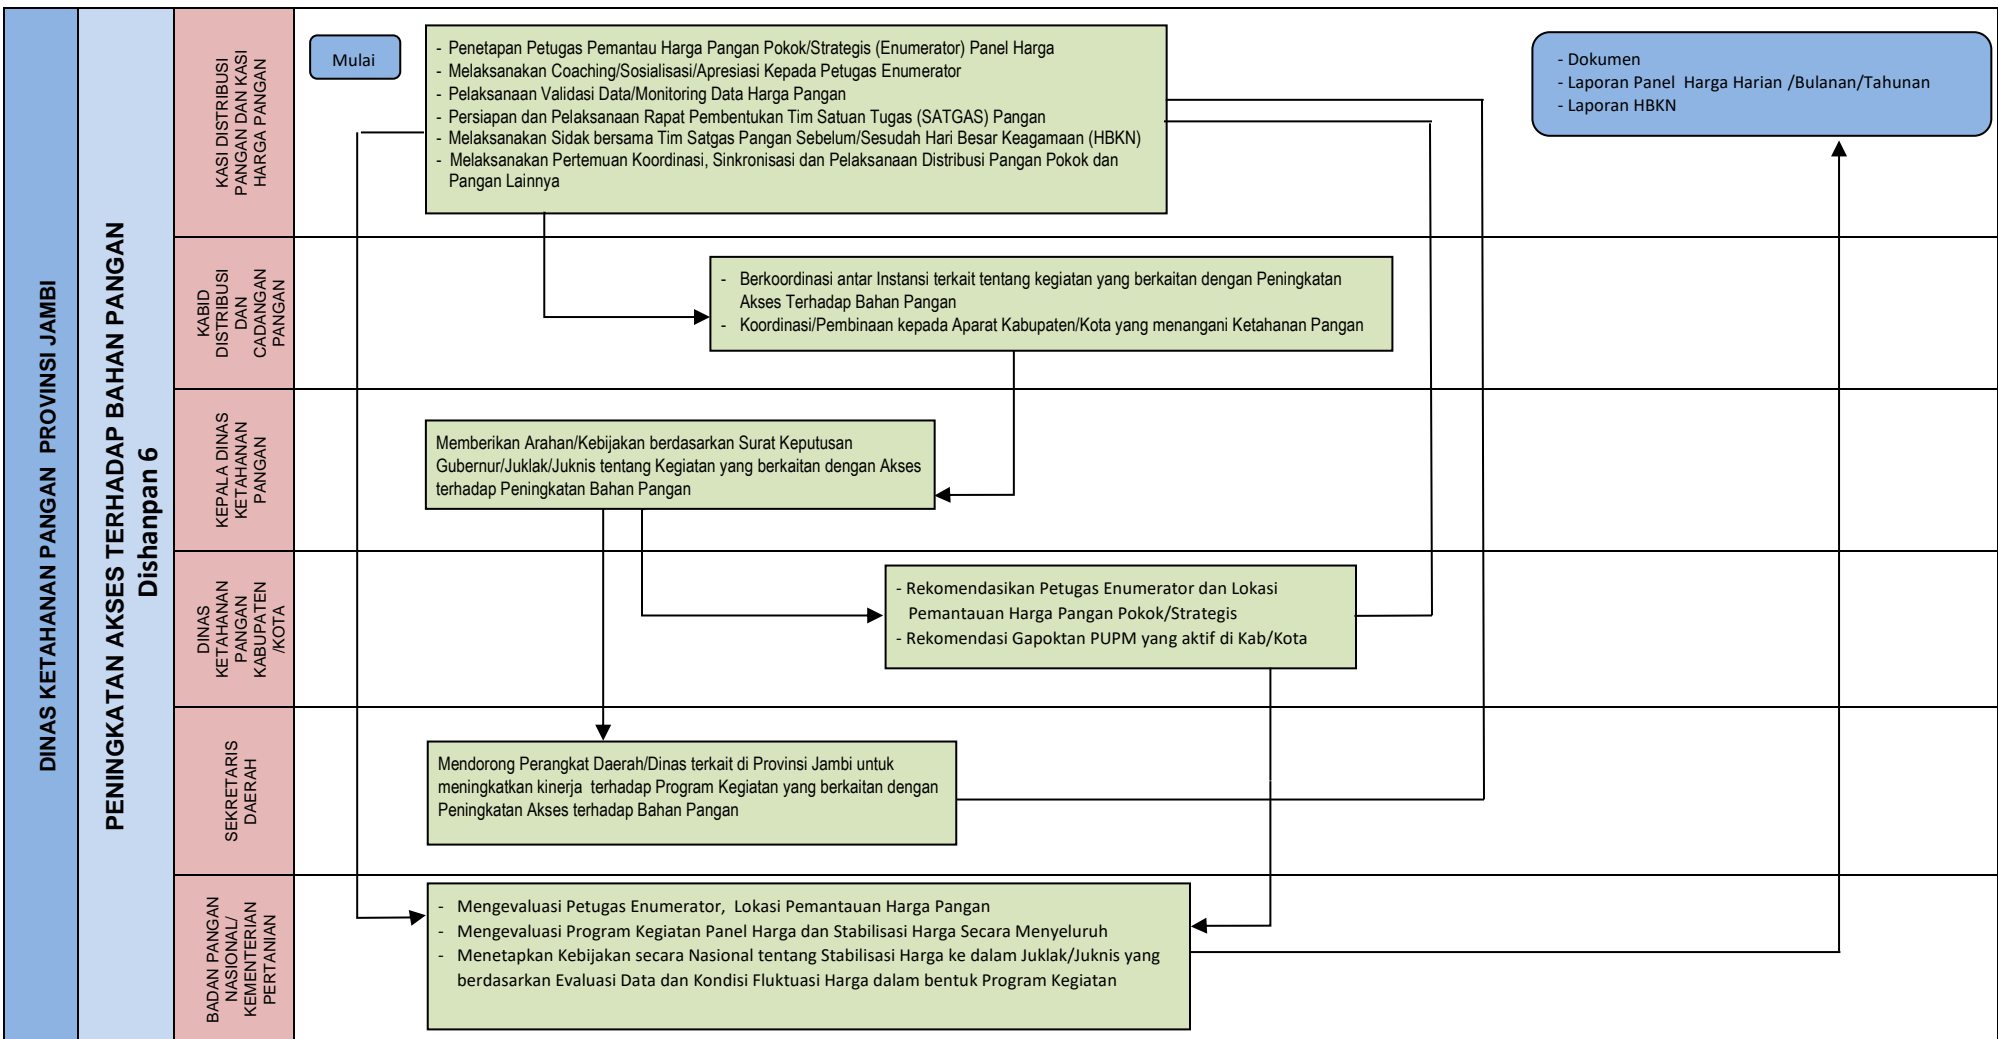 DINAS KETAHANAN PANGAN  PROVINSI JAMBI
PENINGKATAN AKSES TERHADAP BAHAN PANGAN
Dishanpan 6
KASI DISTRIBUSI
PANGAN DAN KASI
HARGA PANGAN
Mulai
- Penetapan Petugas Pemantau Harga Pangan Pokok/Strategis (Enumerator) Panel Harga
- Melaksanakan Coaching/Sosialisasi/Apresiasi Kepada Petugas Enumerator
- Pelaksanaan Validasi Data/Monitoring Data Harga Pangan
- Persiapan dan Pelaksanaan Rapat Pembentukan Tim Satuan Tugas (SATGAS) Pangan
- Melaksanakan Sidak bersama Tim Satgas Pangan Sebelum/Sesudah Hari Besar Keagamaan (HBKN)
- Melaksanakan Pertemuan Koordinasi, Sinkronisasi dan Pelaksanaan Distribusi Pangan Pokok dan
Pangan Lainnya
- Dokumen
- Laporan Panel  Harga Harian /Bulanan/Tahunan
- Laporan HBKN
KABID
DISTRIBUSI
DAN
CADANGAN
PANGAN
- Berkoordinasi antar Instansi terkait tentang kegiatan yang berkaitan dengan Peningkatan
Akses Terhadap Bahan Pangan
- Koordinasi/Pembinaan kepada Aparat Kabupaten/Kota yang menangani Ketahanan Pangan
KEPALA DINAS
KETAHANAN
PANGAN
Memberikan Arahan/Kebijakan berdasarkan Surat Keputusan
Gubernur/Juklak/Juknis tentang Kegiatan yang berkaitan dengan Akses
terhadap Peningkatan Bahan Pangan
DINAS
KETAHANAN
PANGAN
KABUPATEN
/KOTA
- Rekomendasikan Petugas Enumerator dan Lokasi
Pemantauan Harga Pangan Pokok/Strategis
- Rekomendasi Gapoktan PUPM yang aktif di Kab/Kota
SEKRETARIS
DAERAH
Mendorong Perangkat Daerah/Dinas terkait di Provinsi Jambi untuk
meningkatkan kinerja  terhadap Program Kegiatan yang berkaitan dengan
Peningkatan Akses terhadap Bahan Pangan
BADAN PANGAN
NASIONAL/
KEMENTERIAN
PERTANIAN
- Mengevaluasi Petugas Enumerator,  Lokasi Pemantauan Harga Pangan
- Mengevaluasi Program Kegiatan Panel Harga dan Stabilisasi Harga Secara Menyeluruh
- Menetapkan Kebijakan secara Nasional tentang Stabilisasi Harga ke dalam Juklak/Juknis yang
berdasarkan Evaluasi Data dan Kondisi Fluktuasi Harga dalam bentuk Program Kegiatan